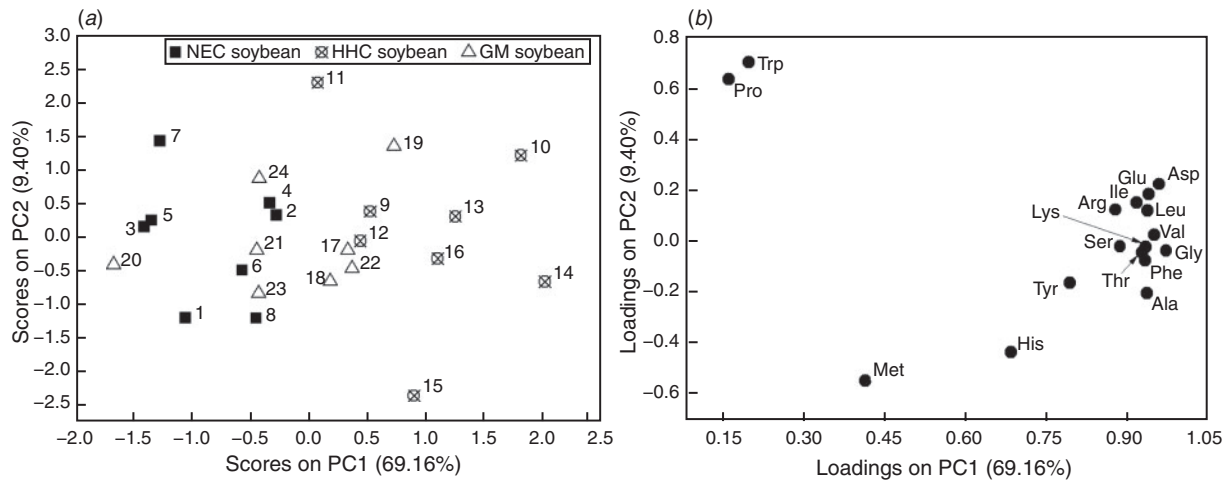 (a)
NEC soybean HHC soybean GM soybean
3.0
2.5
2.0
1.5
1.0
0.5
0.0
−0.5
−1.0
−1.5
−2.0
−2.5
Scores on PC2 (9.40%)
11
7
19
10
24
4
2
9
13
5
3
12
21
17
16
20
6
22
18
14
23
1
8
15
−2.0 −1.5 −1.0 −0.5 0.0 0.5 1.0 1.5 2.0 2.5
Scores on PC1 (69.16%)
(b)
0.8
0.6
0.4
0.2
0.0
−0.2
−0.4
−0.6
Loadings on PC2 (9.40%)
Trp
Pro
Asp
Glu
Ile
Arg
Leu
Lys
Val
Ser
Gly
Thr
Phe
Tyr
Ala
His
Met
0.15 0.30 0.45 0.60 0.75 0.90 1.05
Loadings on PC1 (69.16%)